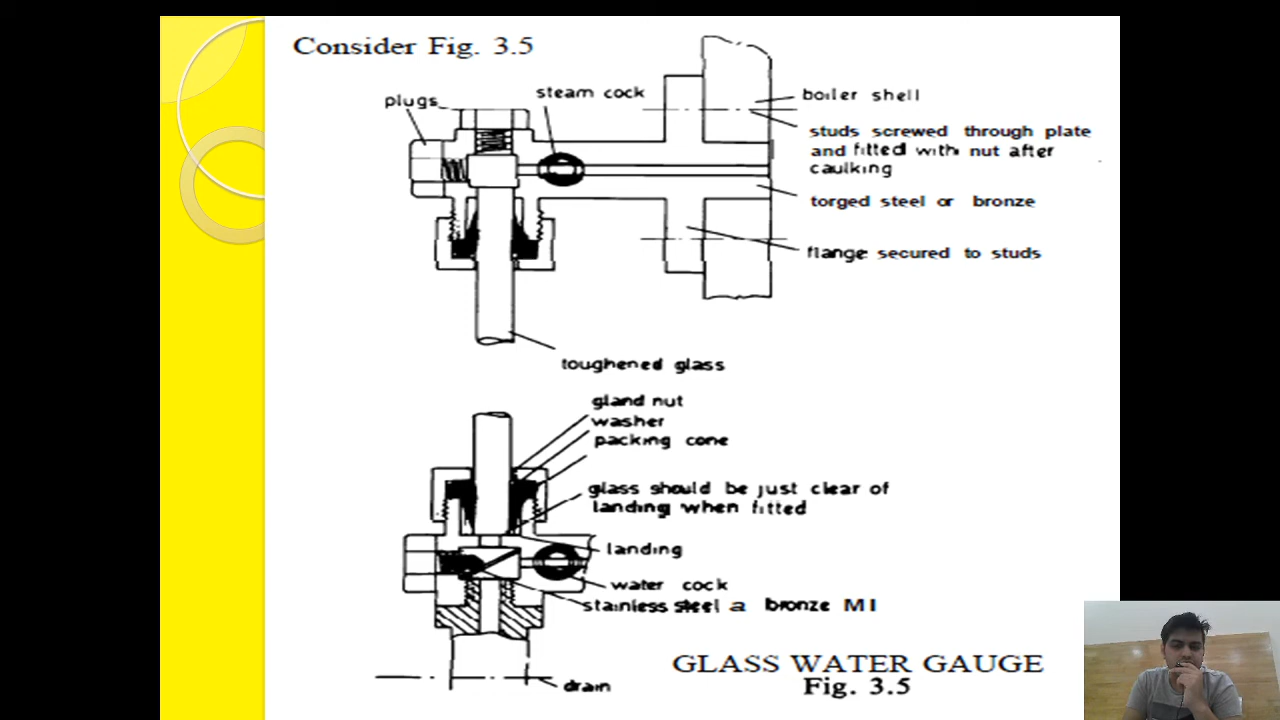 Consider Fig. 3.5
plugs
steam cock
boiler shell
studs screwed through plate
and fitted with nut after
caulking
torged steel or bronze
flange secured to studs
toughened glass
gland nut
washer
packing cone
glass should be just clear of
landing when fitted
landing
water cock
stainless steel a bronze MI
GLASS WATER GAUGE
Fig. 3.5
drain